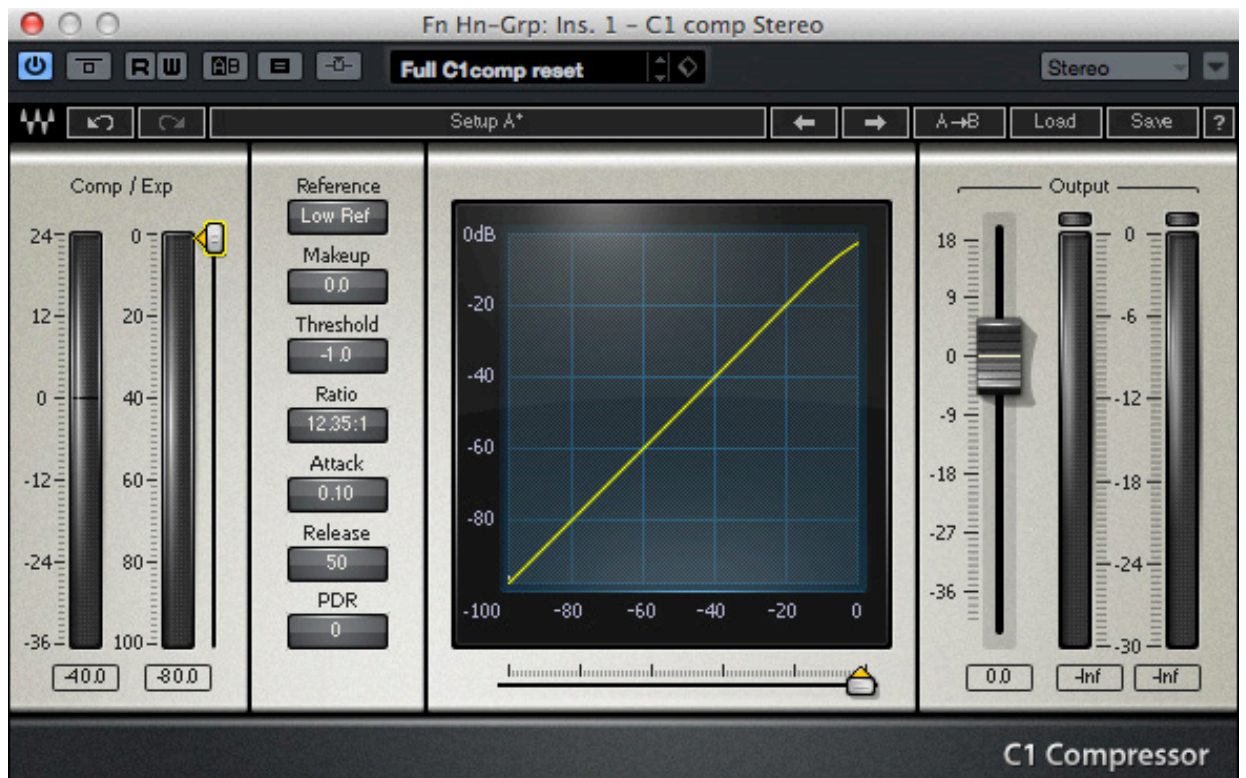 Fn Hn-Grp: Ins. 1 - C1 comp Stereo
R W AB Full C1comp reset Stereo
Setup A* A→B Load Save ?
Comp / Exp
24 0
12 20
0 40
-12 60
-24 80
-36 100
-40.0 -80.0
Reference
Low Ref
Makeup
0.0
Threshold
-1.0
Ratio
12.35:1
Attack
0.10
Release
50
PDR
0
0dB
-20
-40
-60
-80
-100 -80 -60 -40 -20 0
Output
18
9
0
-9
-18
-27
-36
0
-6
-12
-18
-24
-30
0.0 -Inf -Inf
C1 Compressor